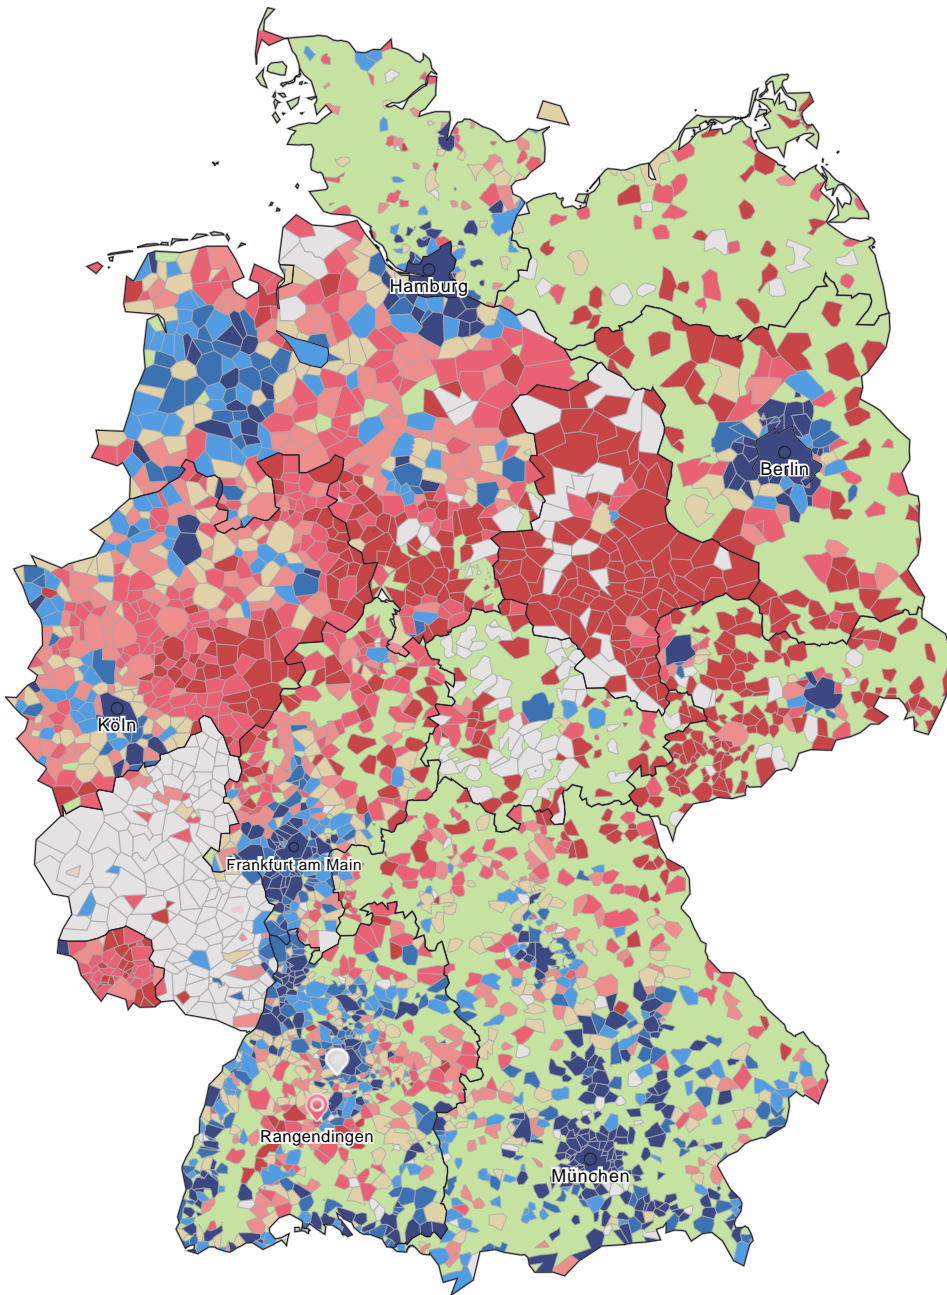 Hamburg
Berlin
Köln
Frankfurt am Main
Rangendingen
München